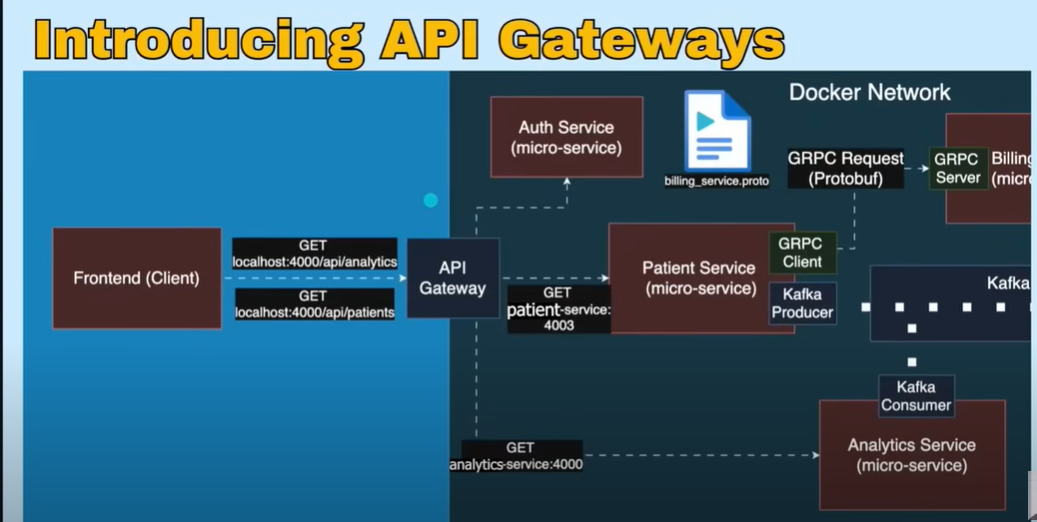 Introducing API Gateways
Docker Network
Auth Service
(micro-service)
billing_service.proto
GRPC Request
(Protobuf)
GRPC
Server
Billing
(micr
Frontend (Client)
GET
localhost:4000/api/analytics
GET
localhost:4000/api/patients
API
Gateway
GET
patient-service:
4003
Patient Service
(micro-service)
GRPC
Client
Kafka
Producer
Kafka
Kafka
Consumer
GET
analytics-service:4000
Analytics Service
(micro-service)